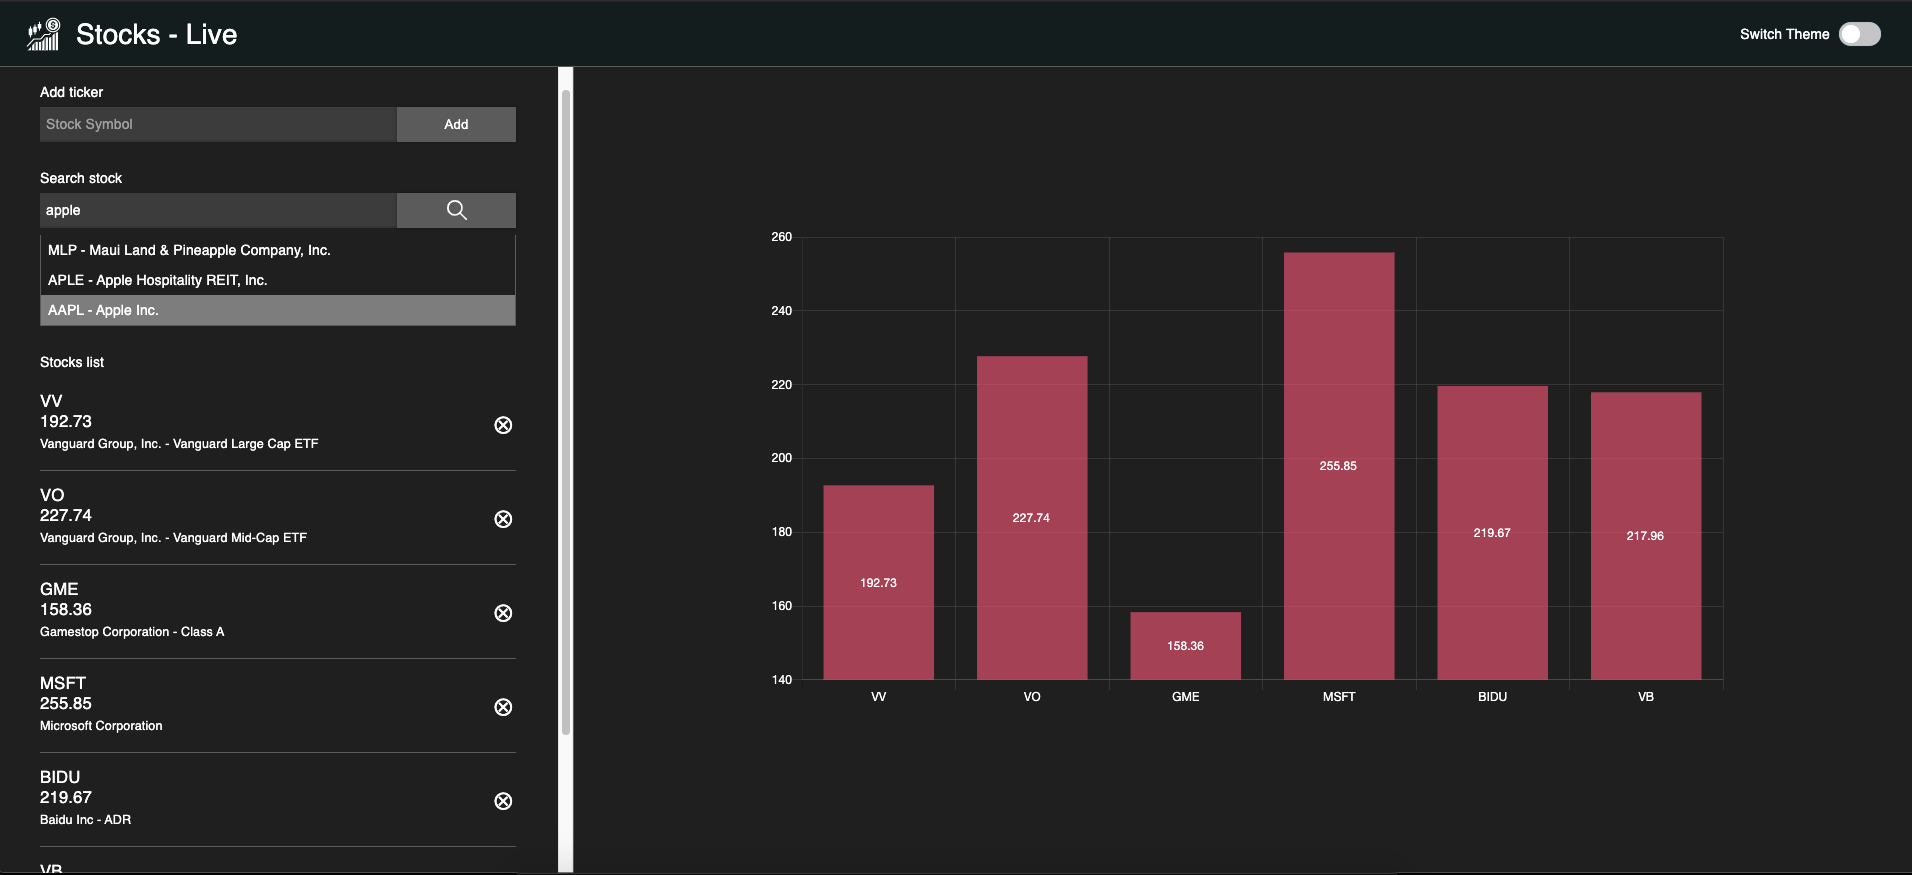 Stocks - Live
Switch Theme
Add ticker
Stock Symbol
Add
Search stock
apple
MLP - Maui Land & Pineapple Company, Inc.
APLE - Apple Hospitality REIT, Inc.
AAPL - Apple Inc.
Stocks list
VV
192.73
Vanguard Group, Inc. - Vanguard Large Cap ETF
VO
227.74
Vanguard Group, Inc. - Vanguard Mid-Cap ETF
GME
158.36
Gamestop Corporation - Class A
MSFT
255.85
Microsoft Corporation
BIDU
219.67
Baidu Inc - ADR
VB
260
240
220
200
180
160
140
192.73
227.74
158.36
255.85
219.67
217.96
VV
VO
GME
MSFT
BIDU
VB